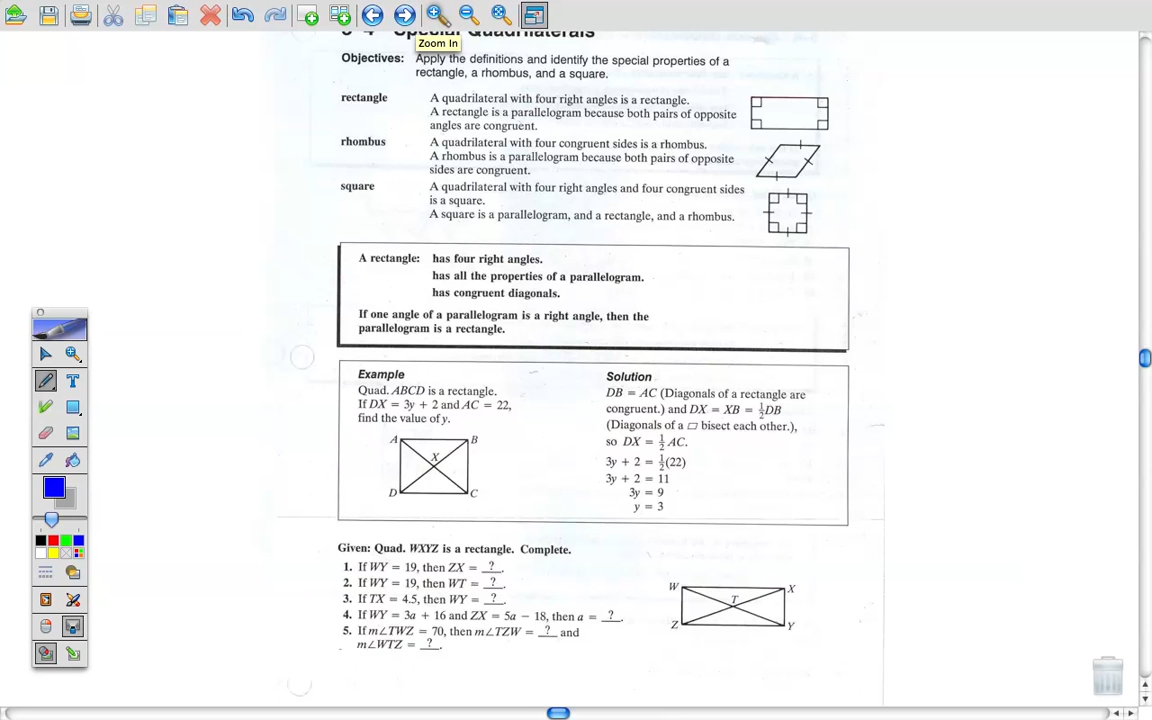 5-4 Special Quadrilaterals
Zoom In
Objectives: Apply the definitions and identify the special properties of a
rectangle, a rhombus, and a square.
rectangle A quadrilateral with four right angles is a rectangle.
A rectangle is a parallelogram because both pairs of opposite
angles are congruent.
rhombus A quadrilateral with four congruent sides is a rhombus.
A rhombus is a parallelogram because both pairs of opposite
sides are congruent.
square A quadrilateral with four right angles and four congruent sides
is a square.
A square is a parallelogram, and a rectangle, and a rhombus.
A rectangle: has four right angles.
has all the properties of a parallelogram.
has congruent diagonals.
If one angle of a parallelogram is a right angle, then the
parallelogram is a rectangle.
Example
Quad. ABCD is a rectangle.
If DX = 3y + 2 and AC = 22,
find the value of y.
A B
X
D C
Solution
DB = AC (Diagonals of a rectangle are
congruent.) and DX = XB = ½DB
(Diagonals of a ▱ bisect each other.),
so DX = ½ AC.
3y + 2 = ½(22)
3y + 2 = 11
3y = 9
y = 3
Given: Quad. WXYZ is a rectangle. Complete.
1. If WY = 19, then ZX = ? .
2. If WY = 19, then WT = ? .
3. If TX = 4.5, then WY = ? .
4. If WY = 3a + 16 and ZX = 5a − 18, then a = ? .
5. If m∠TWZ = 70, then m∠TZW = ? and
m∠WTZ = ? .
W X
T
Z Y